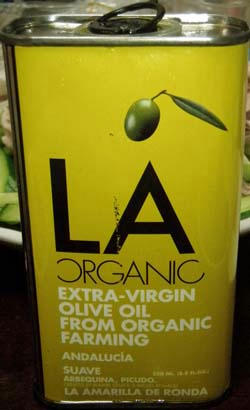 LA
ORGANIC
EXTRA-VIRGIN
OLIVE OIL
FROM ORGANIC
FARMING
ANDALUCÍA
SUAVE
ARBEQUINA, PICUDO.
LA AMARILLA DE RONDA